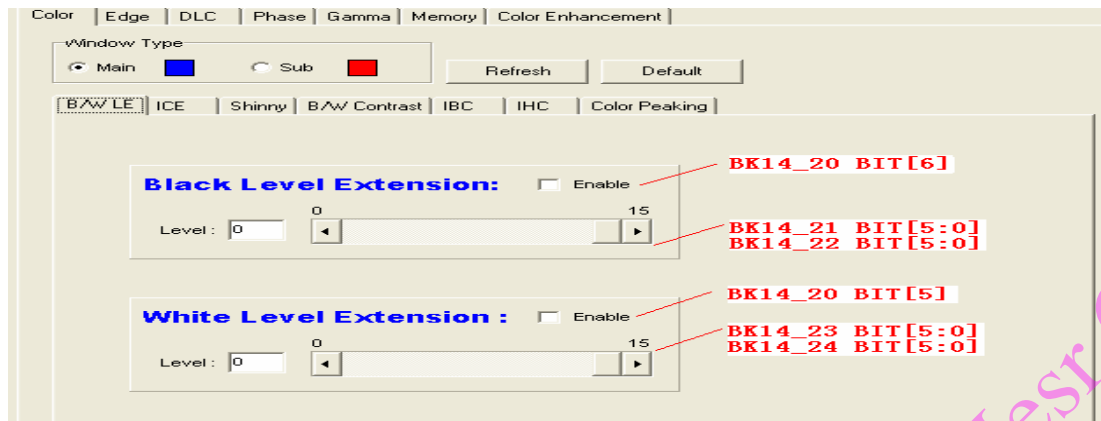 Color Edge DLC Phase Gamma Memory Color Enhancement
Window Type
Main Sub Refresh Default
B/W LE ICE Shinny B/W Contrast IBC IHC Color Peaking
BK14_20 BIT[6]
Black Level Extension: Enable
0 15
Level : 0
BK14_21 BIT[5:0]
BK14_22 BIT[5:0]
BK14_20 BIT[5]
White Level Extension : Enable
BK14_23 BIT[5:0]
0 15
BK14_24 BIT[5:0]
Level : 0